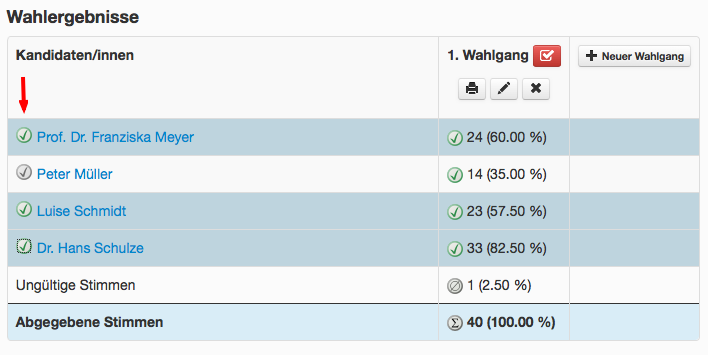 Wahlergebnisse
Kandidaten/innen 1. Wahlgang Neuer Wahlgang
Prof. Dr. Franziska Meyer 24 (60.00 %)
Peter Müller 14 (35.00 %)
Luise Schmidt 23 (57.50 %)
Dr. Hans Schulze 33 (82.50 %)
Ungültige Stimmen 1 (2.50 %)
Abgegebene Stimmen Σ 40 (100.00 %)